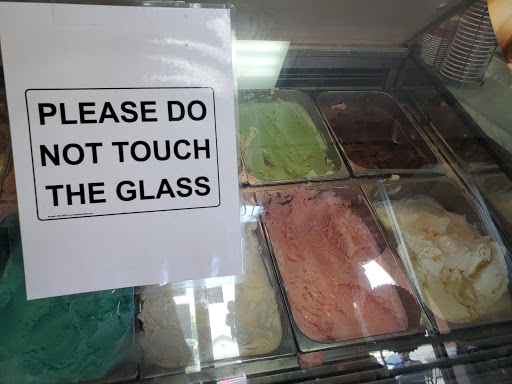 PLEASE DO
NOT TOUCH
THE GLASS